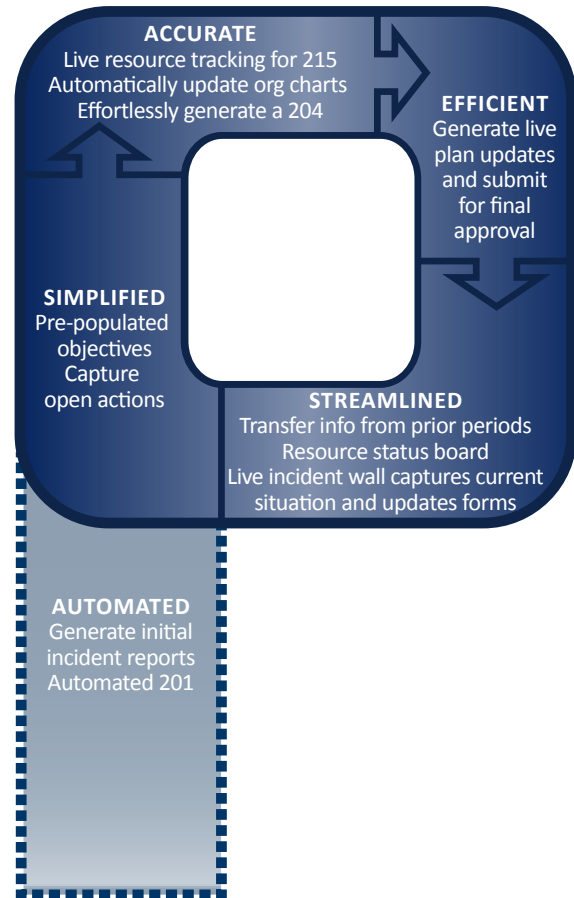 ACCURATE
Live resource tracking for 215
Automatically update org charts
Effortlessly generate a 204
EFFICIENT
Generate live
plan updates
and submit
for final
approval
SIMPLIFIED
Pre-populated
objectives
Capture
open actions
STREAMLINED
Transfer info from prior periods
Resource status board
Live incident wall captures current
situation and updates forms
AUTOMATED
Generate initial
incident reports
Automated 201